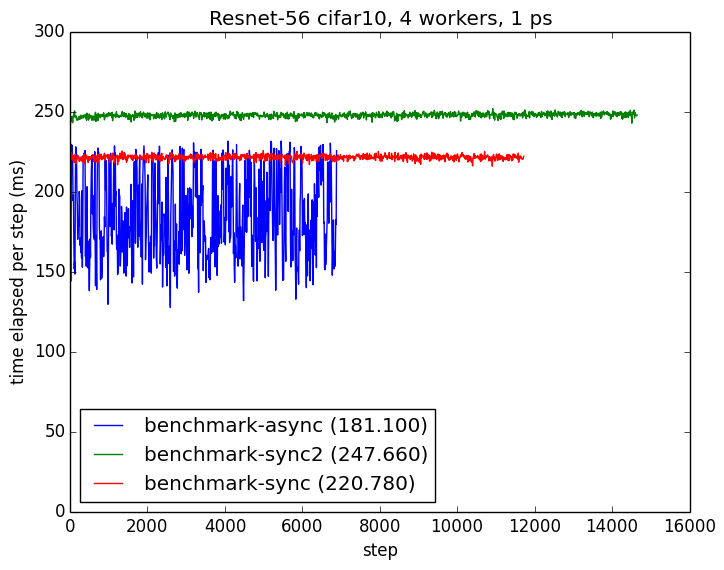 Resnet-56 cifar10, 4 workers, 1 ps
300
250
200
150
100
50
0
time elapsed per step (ms)
benchmark-async (181.100)
benchmark-sync2 (247.660)
benchmark-sync (220.780)
0 2000 4000 6000 8000 10000 12000 14000 16000
step